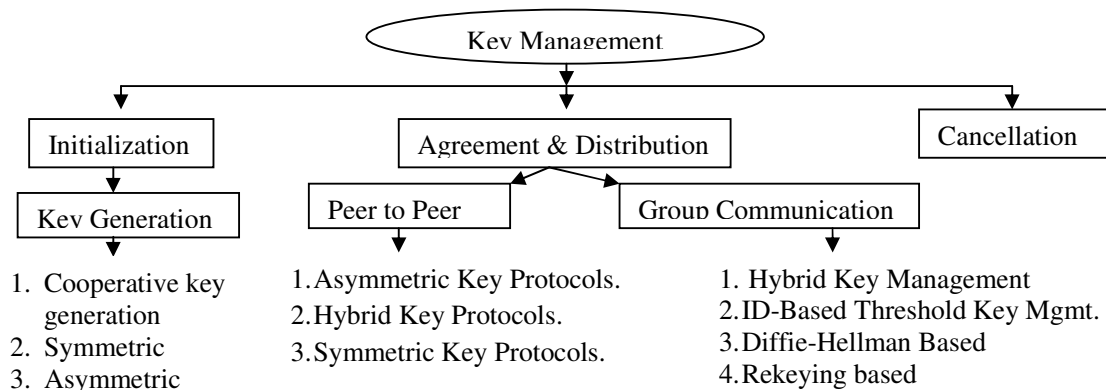 Key Management
Initialization
Agreement & Distribution
Cancellation
Key Generation
Peer to Peer
Group Communication
1. Cooperative key
generation
2. Symmetric
3. Asymmetric
1. Asymmetric Key Protocols.
2. Hybrid Key Protocols.
3. Symmetric Key Protocols.
1. Hybrid Key Management
2. ID-Based Threshold Key Mgmt.
3. Diffie-Hellman Based
4. Rekeying based